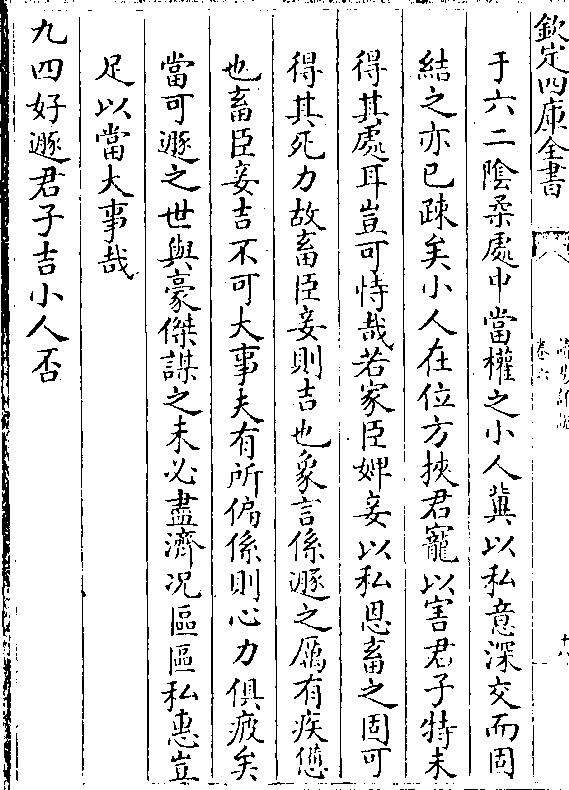 欽定四庫全書
卷六
十八
于六二陰柔處中當權之小人冀以私意深交而固
結之亦已疎矣小人在位方挾君寵以害君子特未
得其處耳豈可恃哉若家臣婢妾以私恩畜之固可
得其死力故畜臣妾則吉也象言係遯之厲有疾憊
也畜臣妾吉不可大事夫有所偏係則心力俱疲矣
當可遯之世與豪傑謀之未必盡濟况區區私惠豈
足以當大事哉
九四好遯君子吉小人否